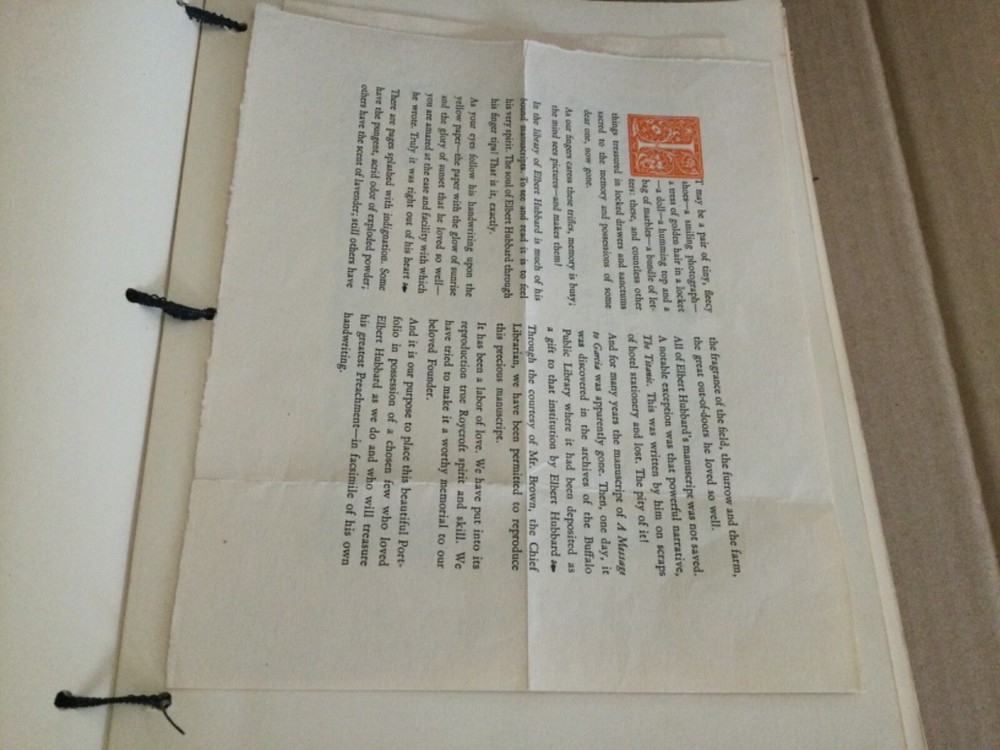 IT may be a pair of tiny, fleecy
shoes—a smiling photograph—
a tress of golden hair in a locket
—a doll—a humming top and a
bag of marbles—a bundle of let-
ters: these, and countless other
things treasured in locked drawers and sanctums
sacred to the memory and possessions of some
dear one, now gone.
As our fingers caress these trifles, memory is busy;
the mind sees pictures—and makes them!
In the library of Elbert Hubbard is much of his
bound manuscripts. To see and read it is to feel
his very spirit. The soul of Elbert Hubbard through
his finger tips! That is it, exactly.
As your eyes follow his handwriting upon the
yellow paper—the paper with the glow of sunrise
and the glory of sunset that he loved so well—
you are amazed at the ease and facility with which
he wrote. Truly it was right out of his heart
There are pages splashed with indignation. Some
have the pungent, acrid odor of exploded powder;
others have the scent of lavender; still others have
the fragrance of the field, the furrow and the farm,
the great out-of-doors he loved so well.
All of Elbert Hubbard's manuscript was not saved.
A notable exception was that powerful narrative,
The Titanic. This was written by him on scraps
of hotel stationery and lost. The pity of it!
And for many years the manuscript of A Message
to Garcia was apparently gone. Then, one day, it
was discovered in the archives of the Buffalo
Public Library where it had been deposited as
a gift to that institution by Elbert Hubbard
Through the courtesy of Mr. Brown, the Chief
Librarian, we have been permitted to reproduce
this precious manuscript.
It has been a labor of love. We have put into its
reproduction true Roycroft spirit and skill. We
have tried to make it a worthy memorial to our
beloved Founder.
And it is our purpose to place this beautiful Port-
folio in possession of a chosen few who loved
Elbert Hubbard as we do and who will treasure
his greatest Preachment—in facsimile of his own
handwriting.